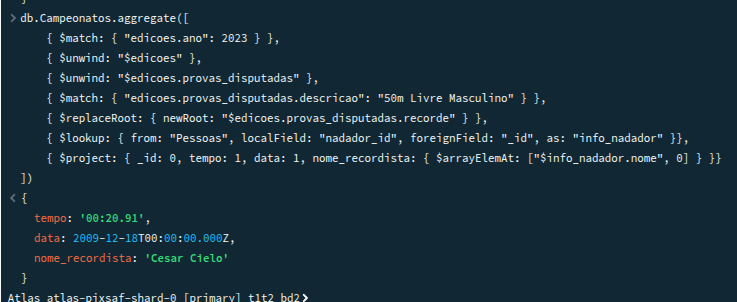 }
> db.Campeonatos.aggregate([
{ $match: { "edicoes.ano": 2023 } },
{ $unwind: "$edicoes" },
{ $unwind: "$edicoes.provas_disputadas" },
{ $match: { "edicoes.provas_disputadas.descricao": "50m Livre Masculino" } },
{ $replaceRoot: { newRoot: "$edicoes.provas_disputadas.recorde" } },
{ $lookup: { from: "Pessoas", localField: "nadador_id", foreignField: "_id", as: "info_nadador" }},
{ $project: { _id: 0, tempo: 1, data: 1, nome_recordista: { $arrayElemAt: ["$info_nadador.nome", 0] } }}
])
< {
tempo: '00:20.91',
data: 2009-12-18T00:00:00.000Z,
nome_recordista: 'Cesar Cielo'
}
Atlas atlas-pixsaf-shard-0 [primary] t1t2_bd2>